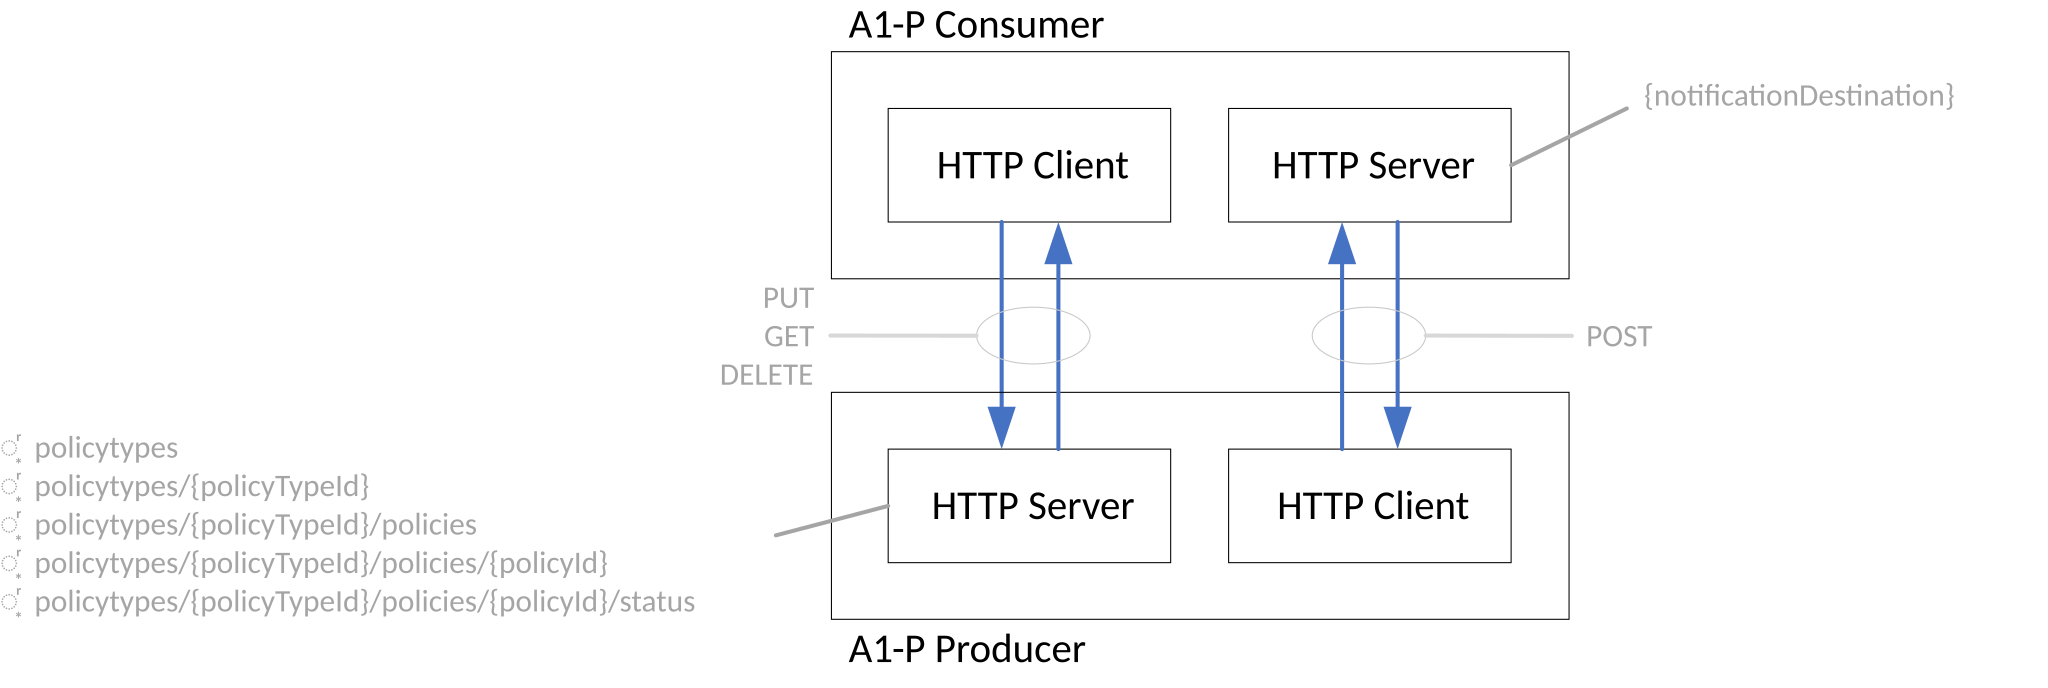 A1-P Consumer
{notificationDestination}
HTTP Client
HTTP Server
PUT
GET
DELETE
POST
policytypes
policytypes/{policyTypeId}
policytypes/{policyTypeId}/policies
policytypes/{policyTypeId}/policies/{policyId}
policytypes/{policyTypeId}/policies/{policyId}/status
HTTP Server
HTTP Client
A1-P Producer